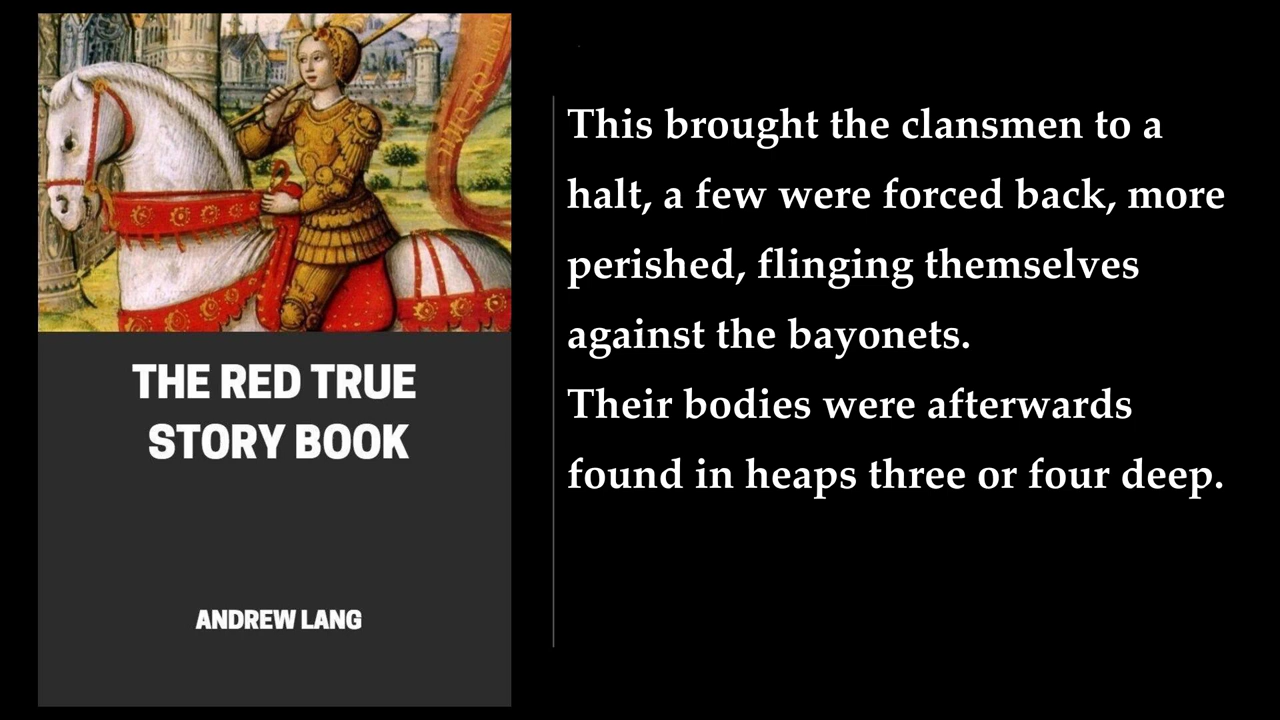 THE RED TRUE
STORY BOOK
ANDREW LANG
This brought the clansmen to a
halt, a few were forced back, more
perished, flinging themselves
against the bayonets.
Their bodies were afterwards
found in heaps three or four deep.